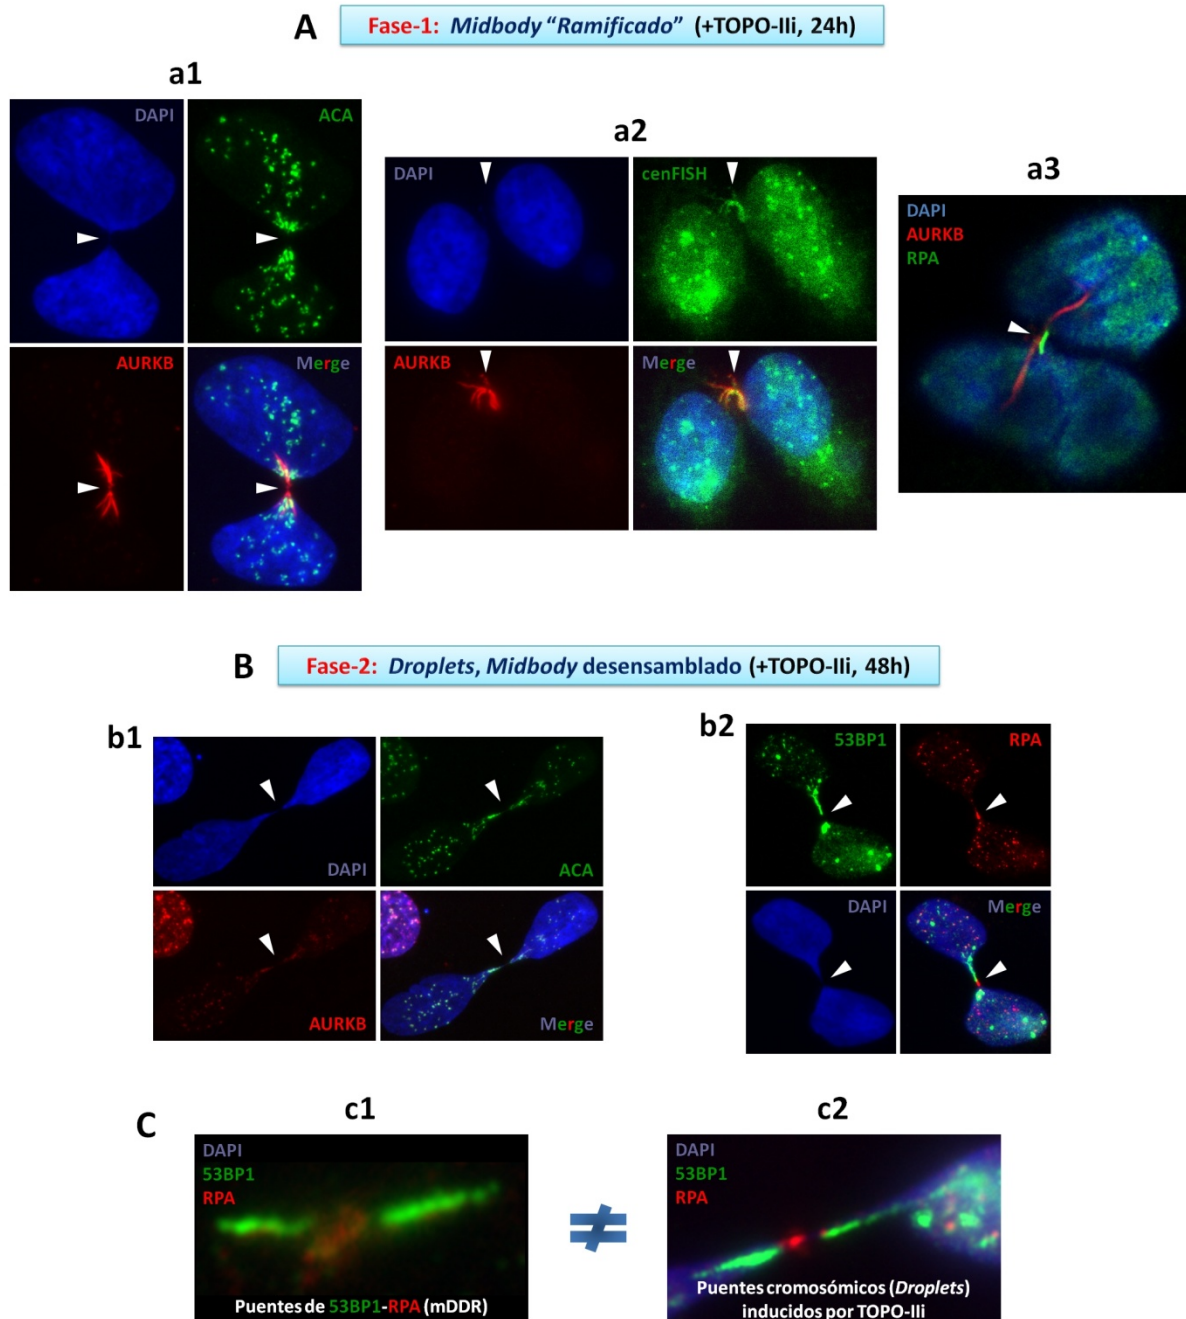 A
Fase-1: Midbody “Ramificado” (+TOPO-IIi, 24h)
a1
DAPI
ACA
AURKB
Merge
a2
DAPI
cenFISH
AURKB
Merge
a3
DAPI
AURKB
RPA
B
Fase-2: Droplets, Midbody desensamblado (+TOPO-IIi, 48h)
b1
DAPI
ACA
AURKB
Merge
b2
53BP1
RPA
DAPI
Merge
C
c1
DAPI
53BP1
RPA
Puentes de 53BP1-RPA (mDDR)
≠
c2
DAPI
53BP1
RPA
Puentes cromosómicos (Droplets)
inducidos por TOPO-IIi